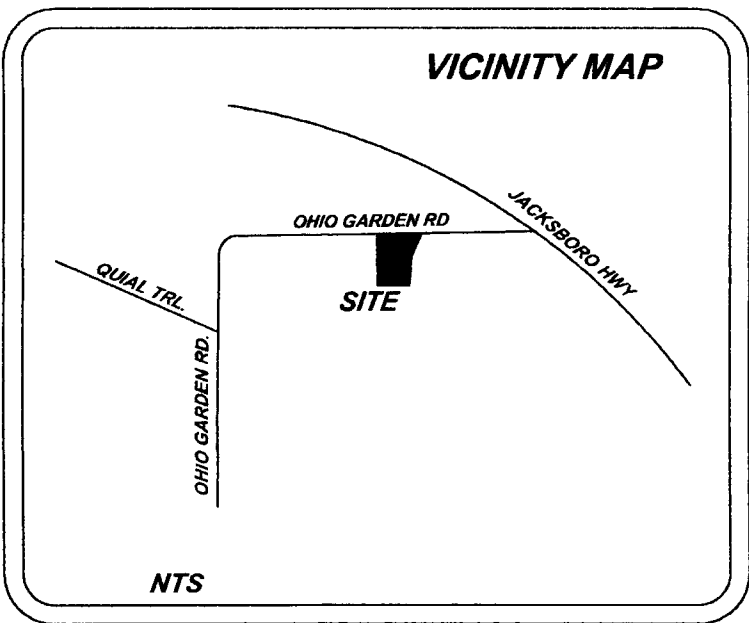 VICINITY MAP
OHIO GARDEN RD
JACKSBORO HWY
QUIAL TRL.
SITE
OHIO GARDEN RD.
NTS